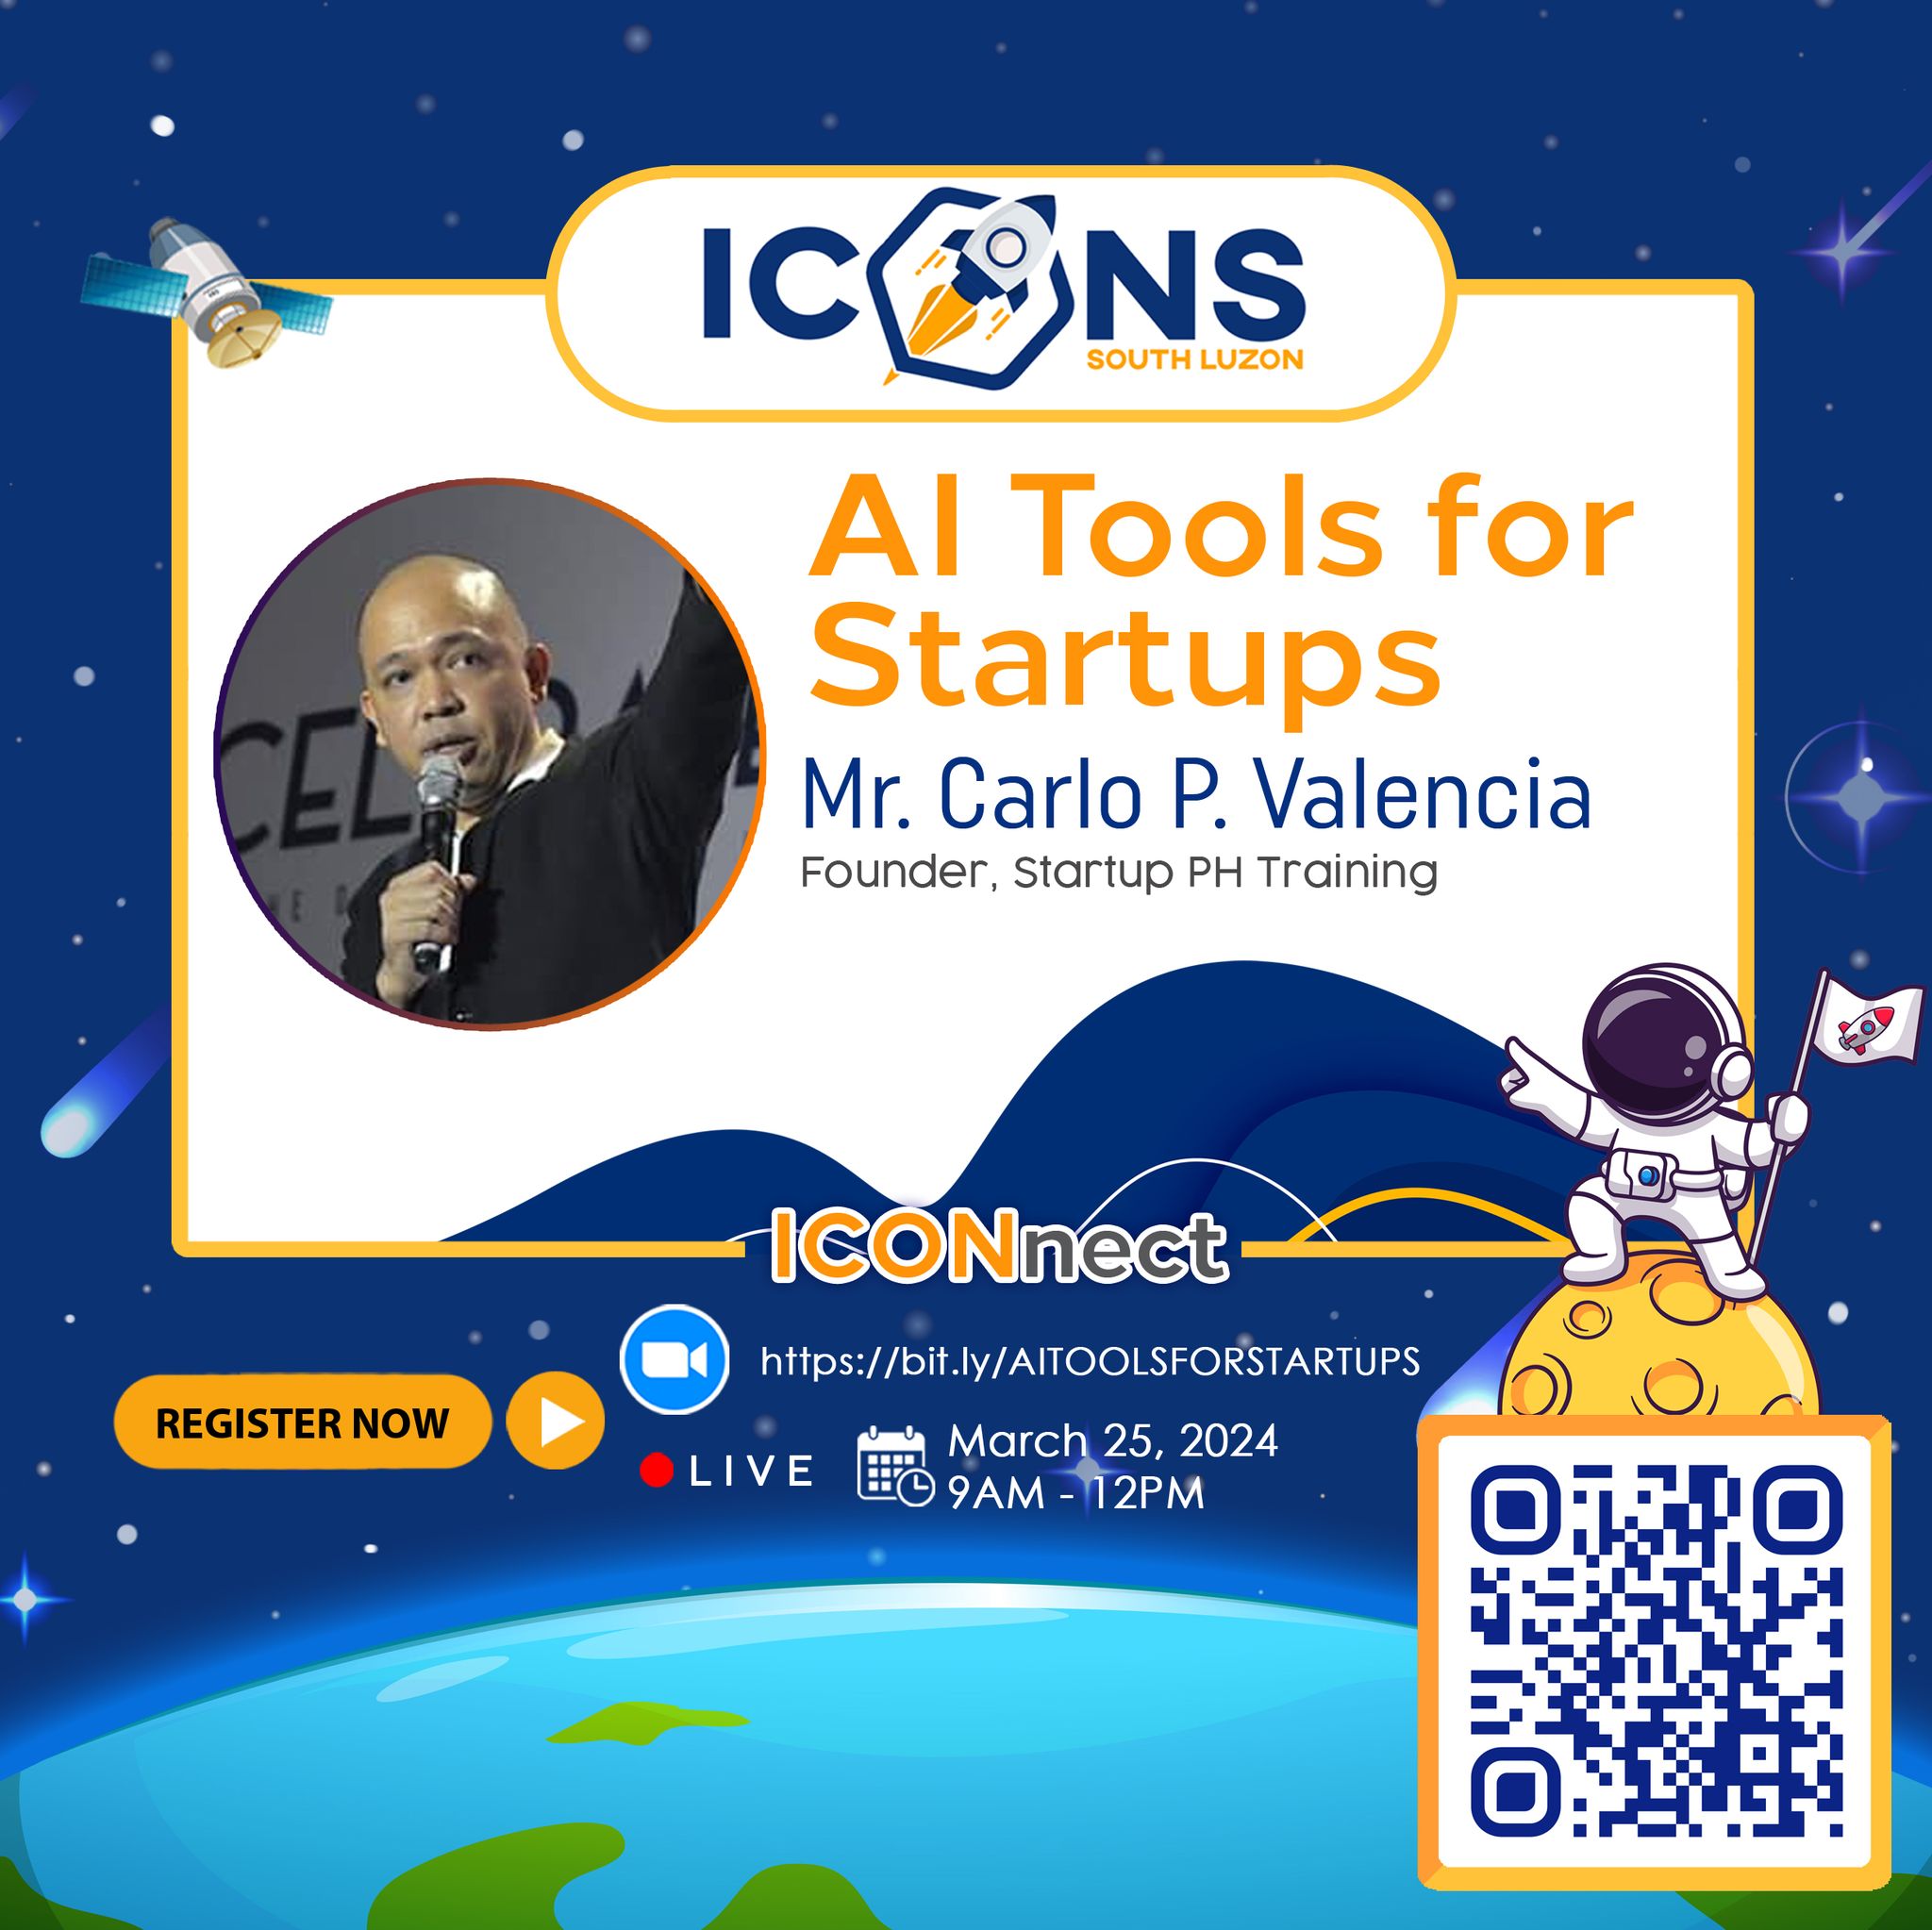 ICONS
SOUTH LUZON
AI Tools for
Startups
Mr. Carlo P. Valencia
Founder, Startup PH Training
ICONnect
https://bit.ly/AITOOLSFORSTARTUPS
REGISTER NOW
LIVE
March 25, 2024
9AM - 12PM